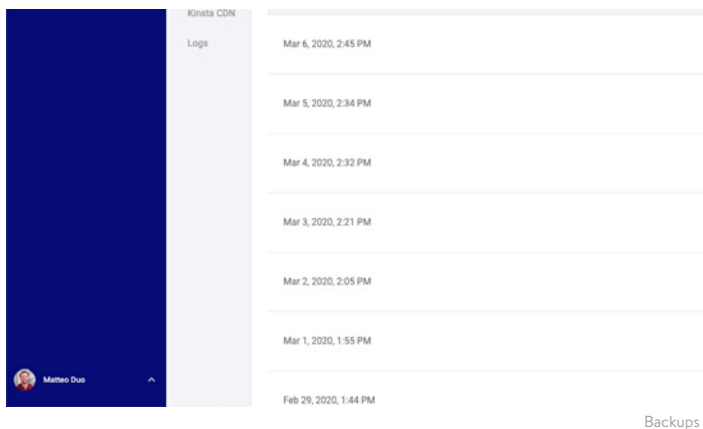 Kinsta CDN
Logs
Mar 6, 2020, 2:45 PM
Mar 5, 2020, 2:34 PM
Mar 4, 2020, 2:32 PM
Mar 3, 2020, 2:21 PM
Mar 2, 2020, 2:05 PM
Mar 1, 2020, 1:55 PM
Matteo Duo
Feb 29, 2020, 1:44 PM
Backups